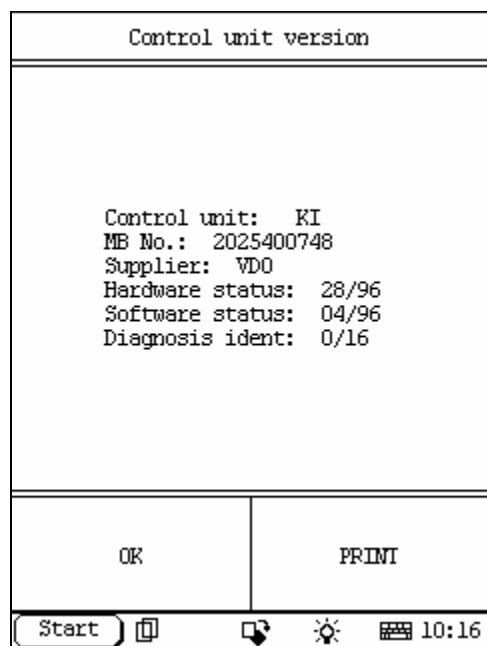 Control unit version
Control unit: KI
MB No.: 2025400748
Supplier: VDO
Hardware status: 28/96
Software status: 04/96
Diagnosis ident: 0/16
OK
PRINT
Start 10:16